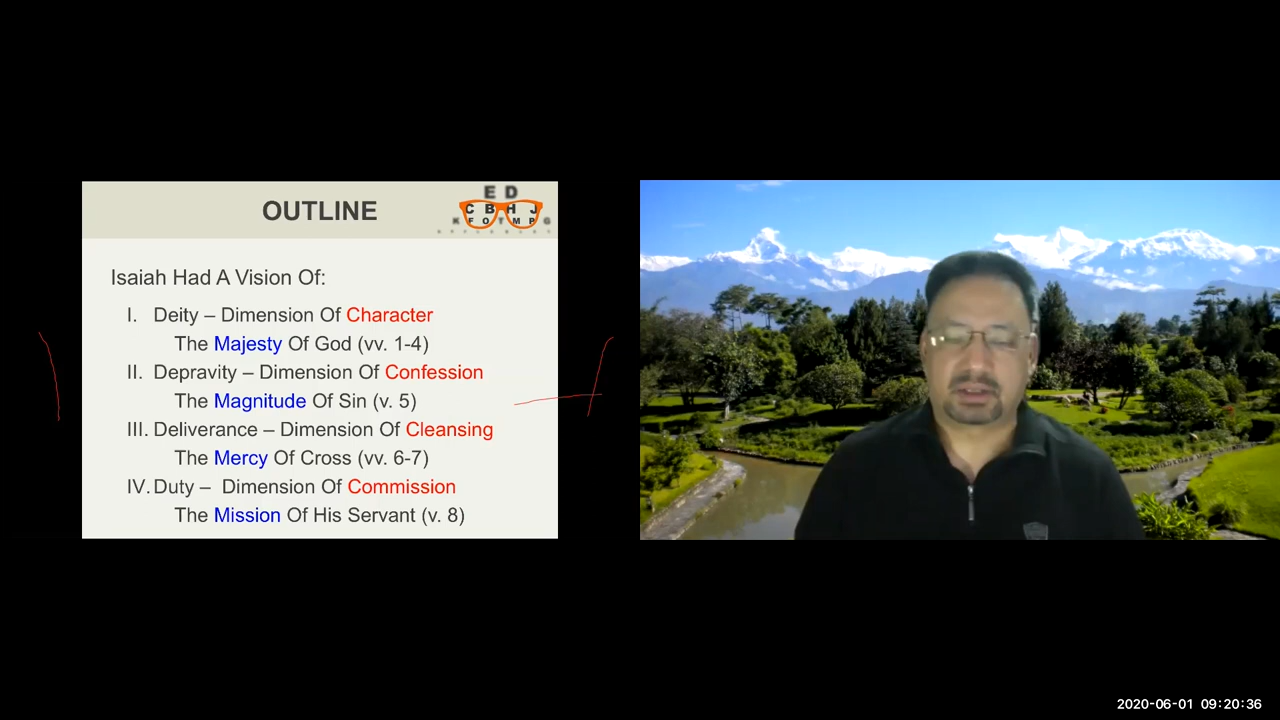 OUTLINE
E D
C B H J
K F O T M P G
Isaiah Had A Vision Of:
I. Deity – Dimension Of Character
The Majesty Of God (vv. 1-4)
II. Depravity – Dimension Of Confession
The Magnitude Of Sin (v. 5)
III. Deliverance – Dimension Of Cleansing
The Mercy Of Cross (vv. 6-7)
IV. Duty – Dimension Of Commission
The Mission Of His Servant (v. 8)
2020-06-01 09:20:36